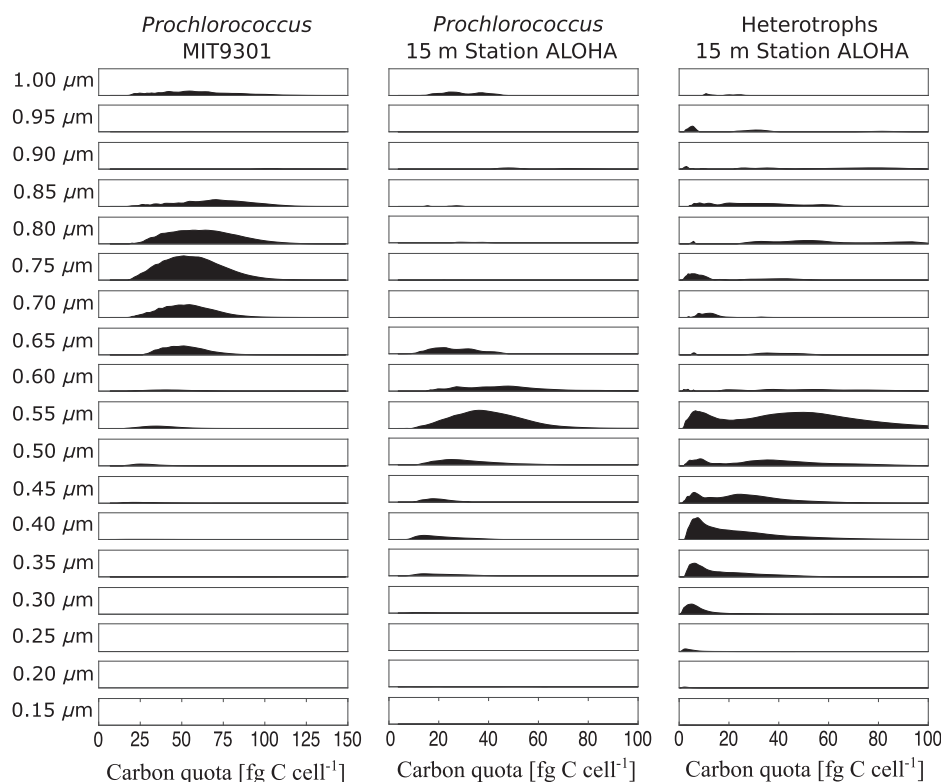 Prochlorococcus
MIT9301
Prochlorococcus
15 m Station ALOHA
Heterotrophs
15 m Station ALOHA
1.00 µm
0.95 µm
0.90 µm
0.85 µm
0.80 µm
0.75 µm
0.70 µm
0.65 µm
0.60 µm
0.55 µm
0.50 µm
0.45 µm
0.40 µm
0.35 µm
0.30 µm
0.25 µm
0.20 µm
0.15 µm
0 25 50 75 100 125 150
0 20 40 60 80 100
0 20 40 60 80 100
Carbon quota [fg C cell⁻¹]
Carbon quota [fg C cell⁻¹]
Carbon quota [fg C cell⁻¹]